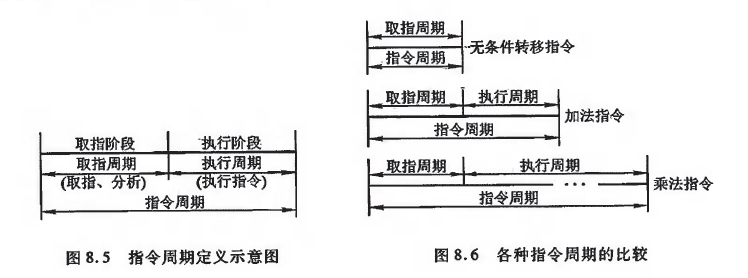 取指阶段 执行阶段
取指周期 执行周期
(取指、分析) (执行指令)
指令周期
图 8.5 指令周期定义示意图
取指周期
无条件转移指令
指令周期
取指周期 执行周期
加法指令
指令周期
取指周期 执行周期
··· 乘法指令
指令周期
图 8.6 各种指令周期的比较